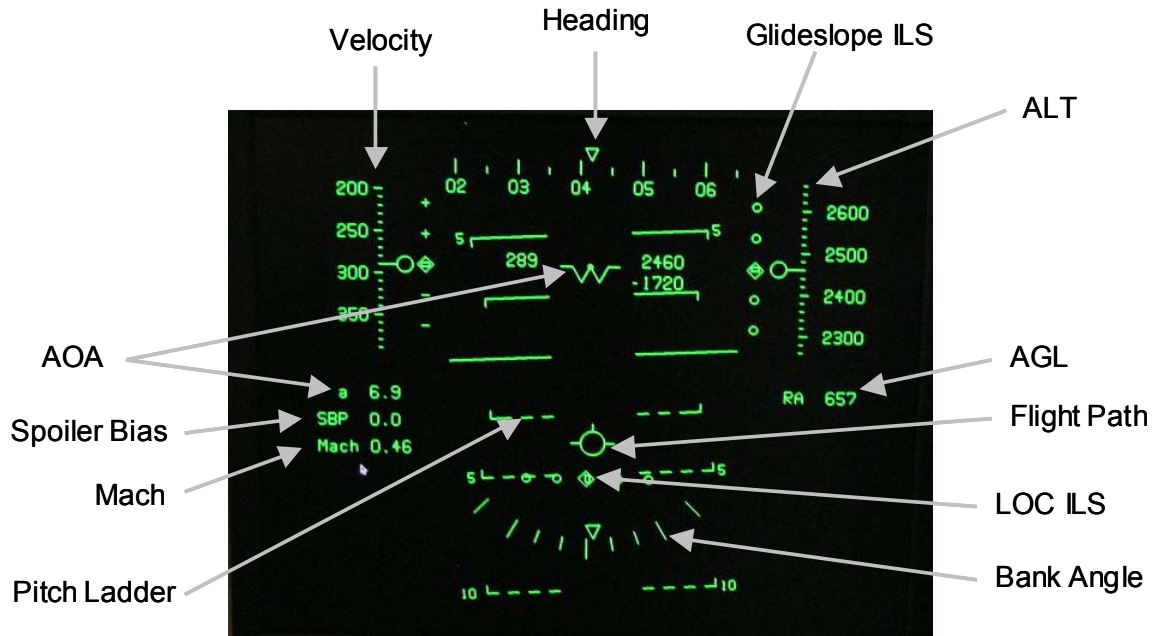 Heading
Velocity
Glideslope ILS
ALT
02 03 04 05 06
200
250
300
350
5 5
289
2460
-1720
2600
2500
2400
2300
AOA
a 6.9
SBP 0.0
Mach 0.46
RA 657
AGL
Spoiler Bias
Flight Path
Mach
5 5
LOC ILS
Pitch Ladder
Bank Angle
10 10